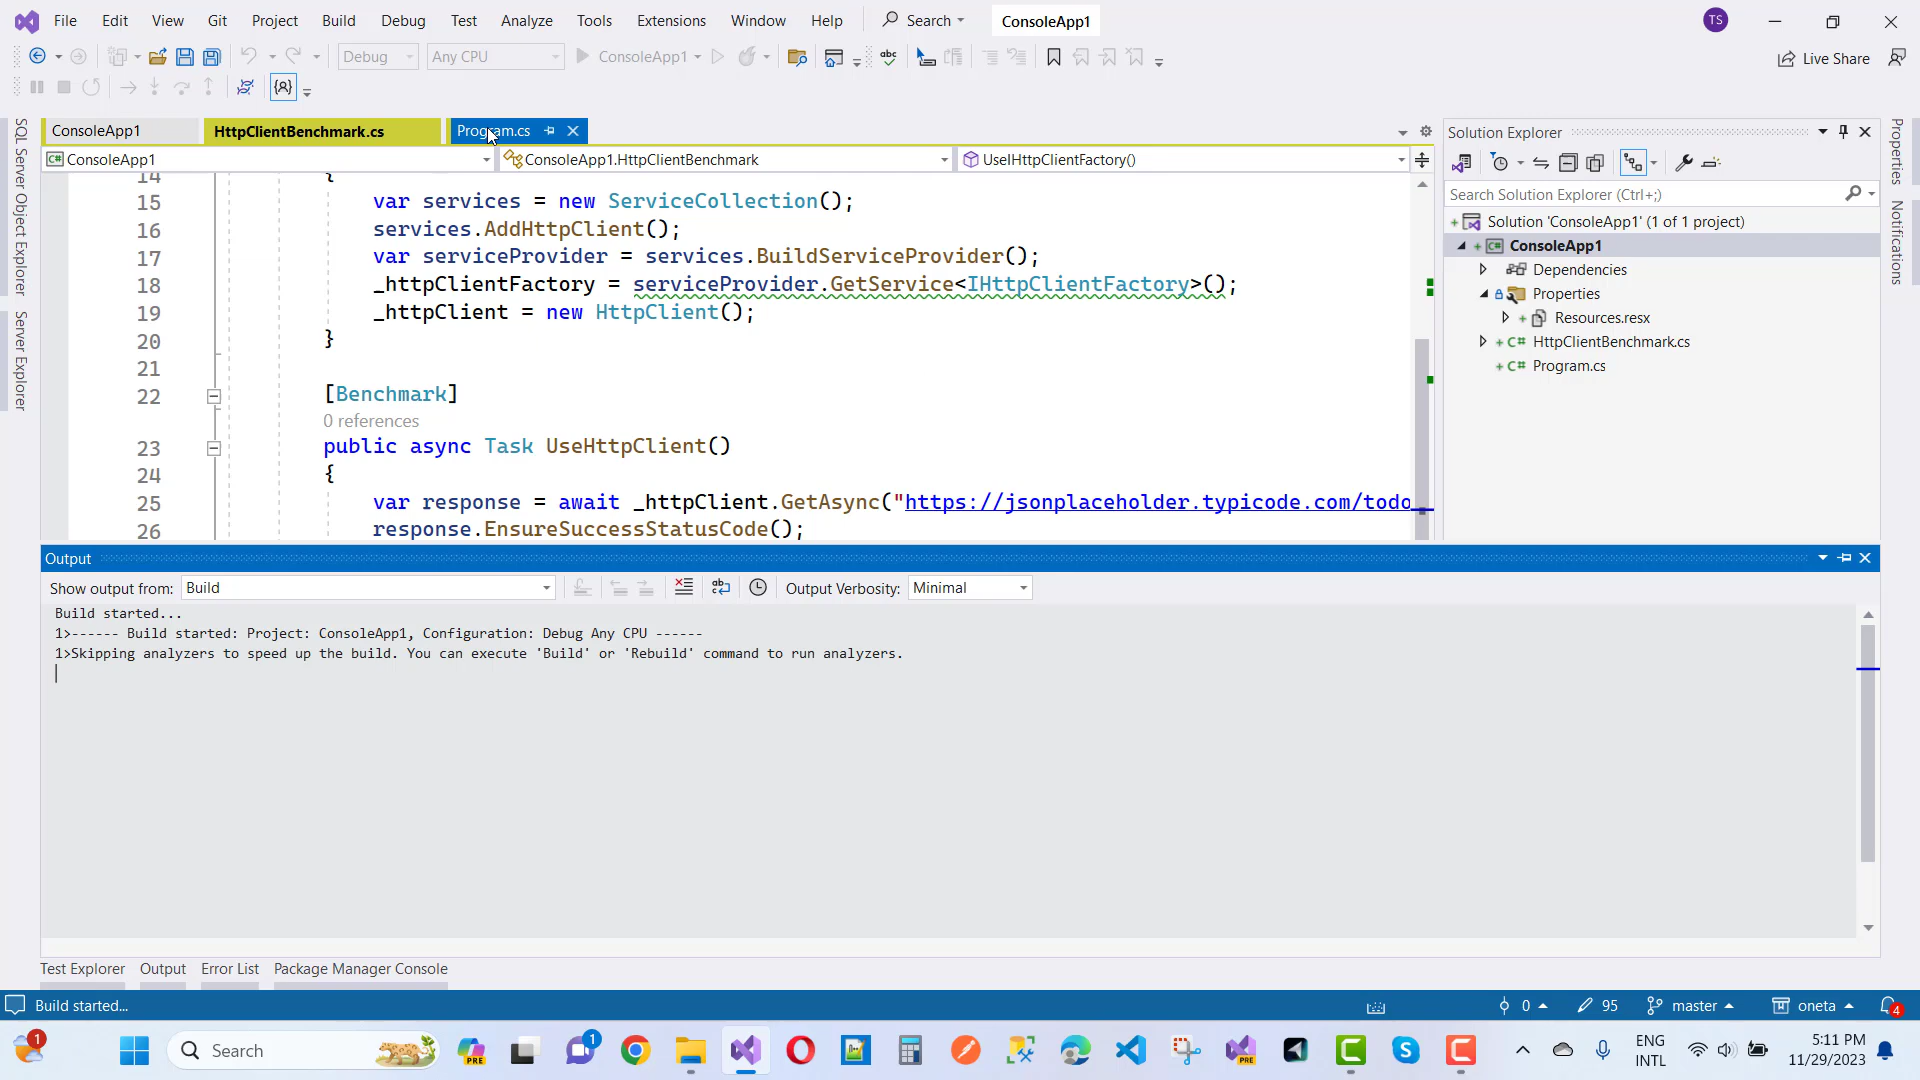 File Edit View Git Project Build Debug Test Analyze Tools Extensions Window Help Search ConsoleApp1 TS
Debug Any CPU ConsoleApp1 Live Share
ConsoleApp1 HttpClientBenchmark.cs Program.cs
ConsoleApp1 ConsoleApp1.HttpClientBenchmark UseIHttpClientFactory()
14 {
15 var services = new ServiceCollection();
16 services.AddHttpClient();
17 var serviceProvider = services.BuildServiceProvider();
18 _httpClientFactory = serviceProvider.GetService<IHttpClientFactory>();
19 _httpClient = new HttpClient();
20 }
21
22 [Benchmark]
0 references
23 public async Task UseHttpClient()
24 {
25 var response = await _httpClient.GetAsync("https://jsonplaceholder.typicode.com/todo
26 response.EnsureSuccessStatusCode();
SQL Server Object Explorer
Server Explorer
Solution Explorer
Search Solution Explorer (Ctrl+;)
Solution 'ConsoleApp1' (1 of 1 project)
ConsoleApp1
Dependencies
Properties
Resources.resx
C# HttpClientBenchmark.cs
C# Program.cs
Properties
Notifications
Output
Show output from: Build Output Verbosity: Minimal
Build started...
1>------ Build started: Project: ConsoleApp1, Configuration: Debug Any CPU ------
1>Skipping analyzers to speed up the build. You can execute 'Build' or 'Rebuild' command to run analyzers.
Test Explorer Output Error List Package Manager Console
Build started... 0 95 master oneta 4
1 Search PRE 1 PRE ENG 5:11 PM
INTL 11/29/2023